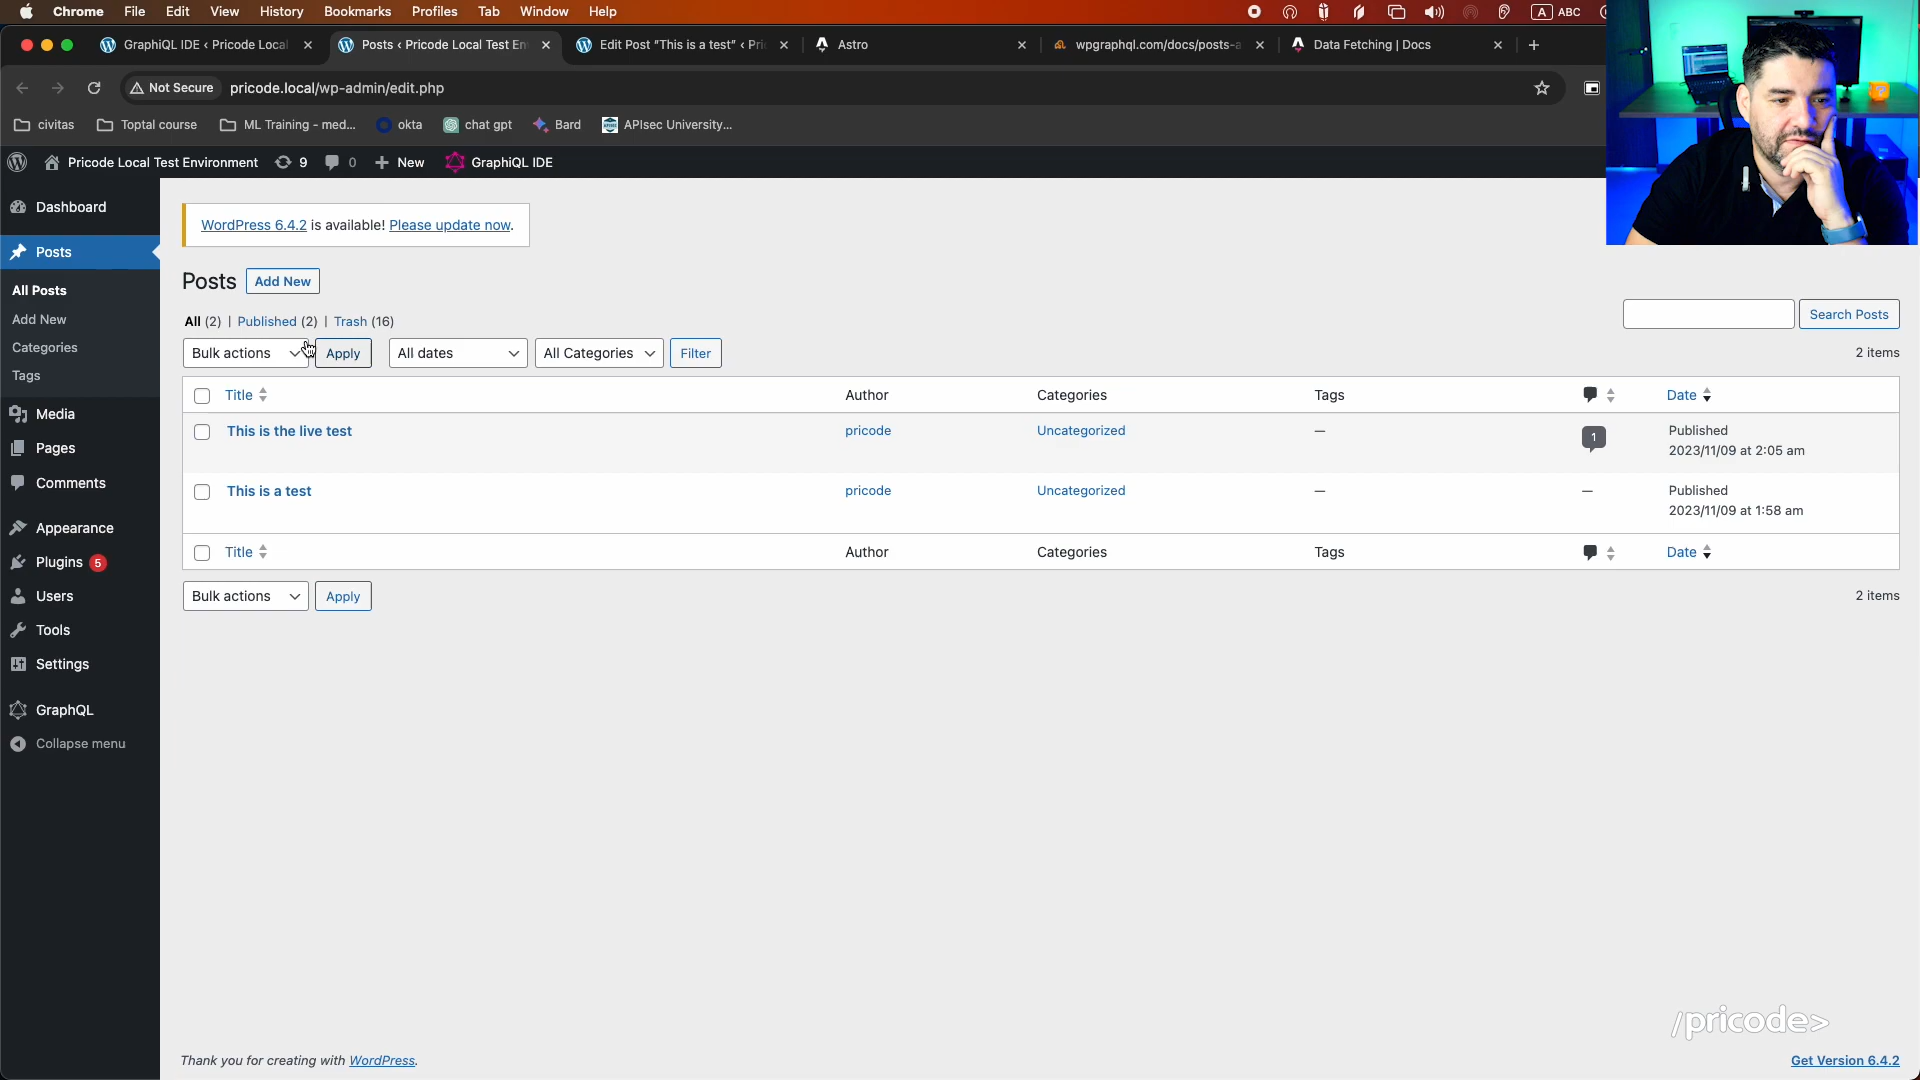 Chrome File Edit View History Bookmarks Profiles Tab Window Help A ABC
GraphiQL IDE ‹ Pricode Local Posts ‹ Pricode Local Test En Edit Post "This is a test" ‹ Pri Astro wpgraphql.com/docs/posts-a Data Fetching | Docs
Not Secure pricode.local/wp-admin/edit.php
civitas Toptal course ML Training - med... okta chat gpt Bard APIsec University...
Pricode Local Test Environment 9 0 New GraphiQL IDE
Dashboard
Posts
All Posts
Add New
Categories
Tags
Media
Pages
Comments
Appearance
Plugins 5
Users
Tools
Settings
GraphQL
Collapse menu
WordPress 6.4.2 is available! Please update now.
Posts Add New
All (2) | Published (2) | Trash (16)
Search Posts
Bulk actions Apply All dates All Categories Filter 2 items
Title Author Categories Tags Date
This is the live test pricode Uncategorized — 1 Published
2023/11/09 at 2:05 am
This is a test pricode Uncategorized — — Published
2023/11/09 at 1:58 am
Title Author Categories Tags Date
Bulk actions Apply 2 items
/pricode>
Thank you for creating with WordPress. Get Version 6.4.2